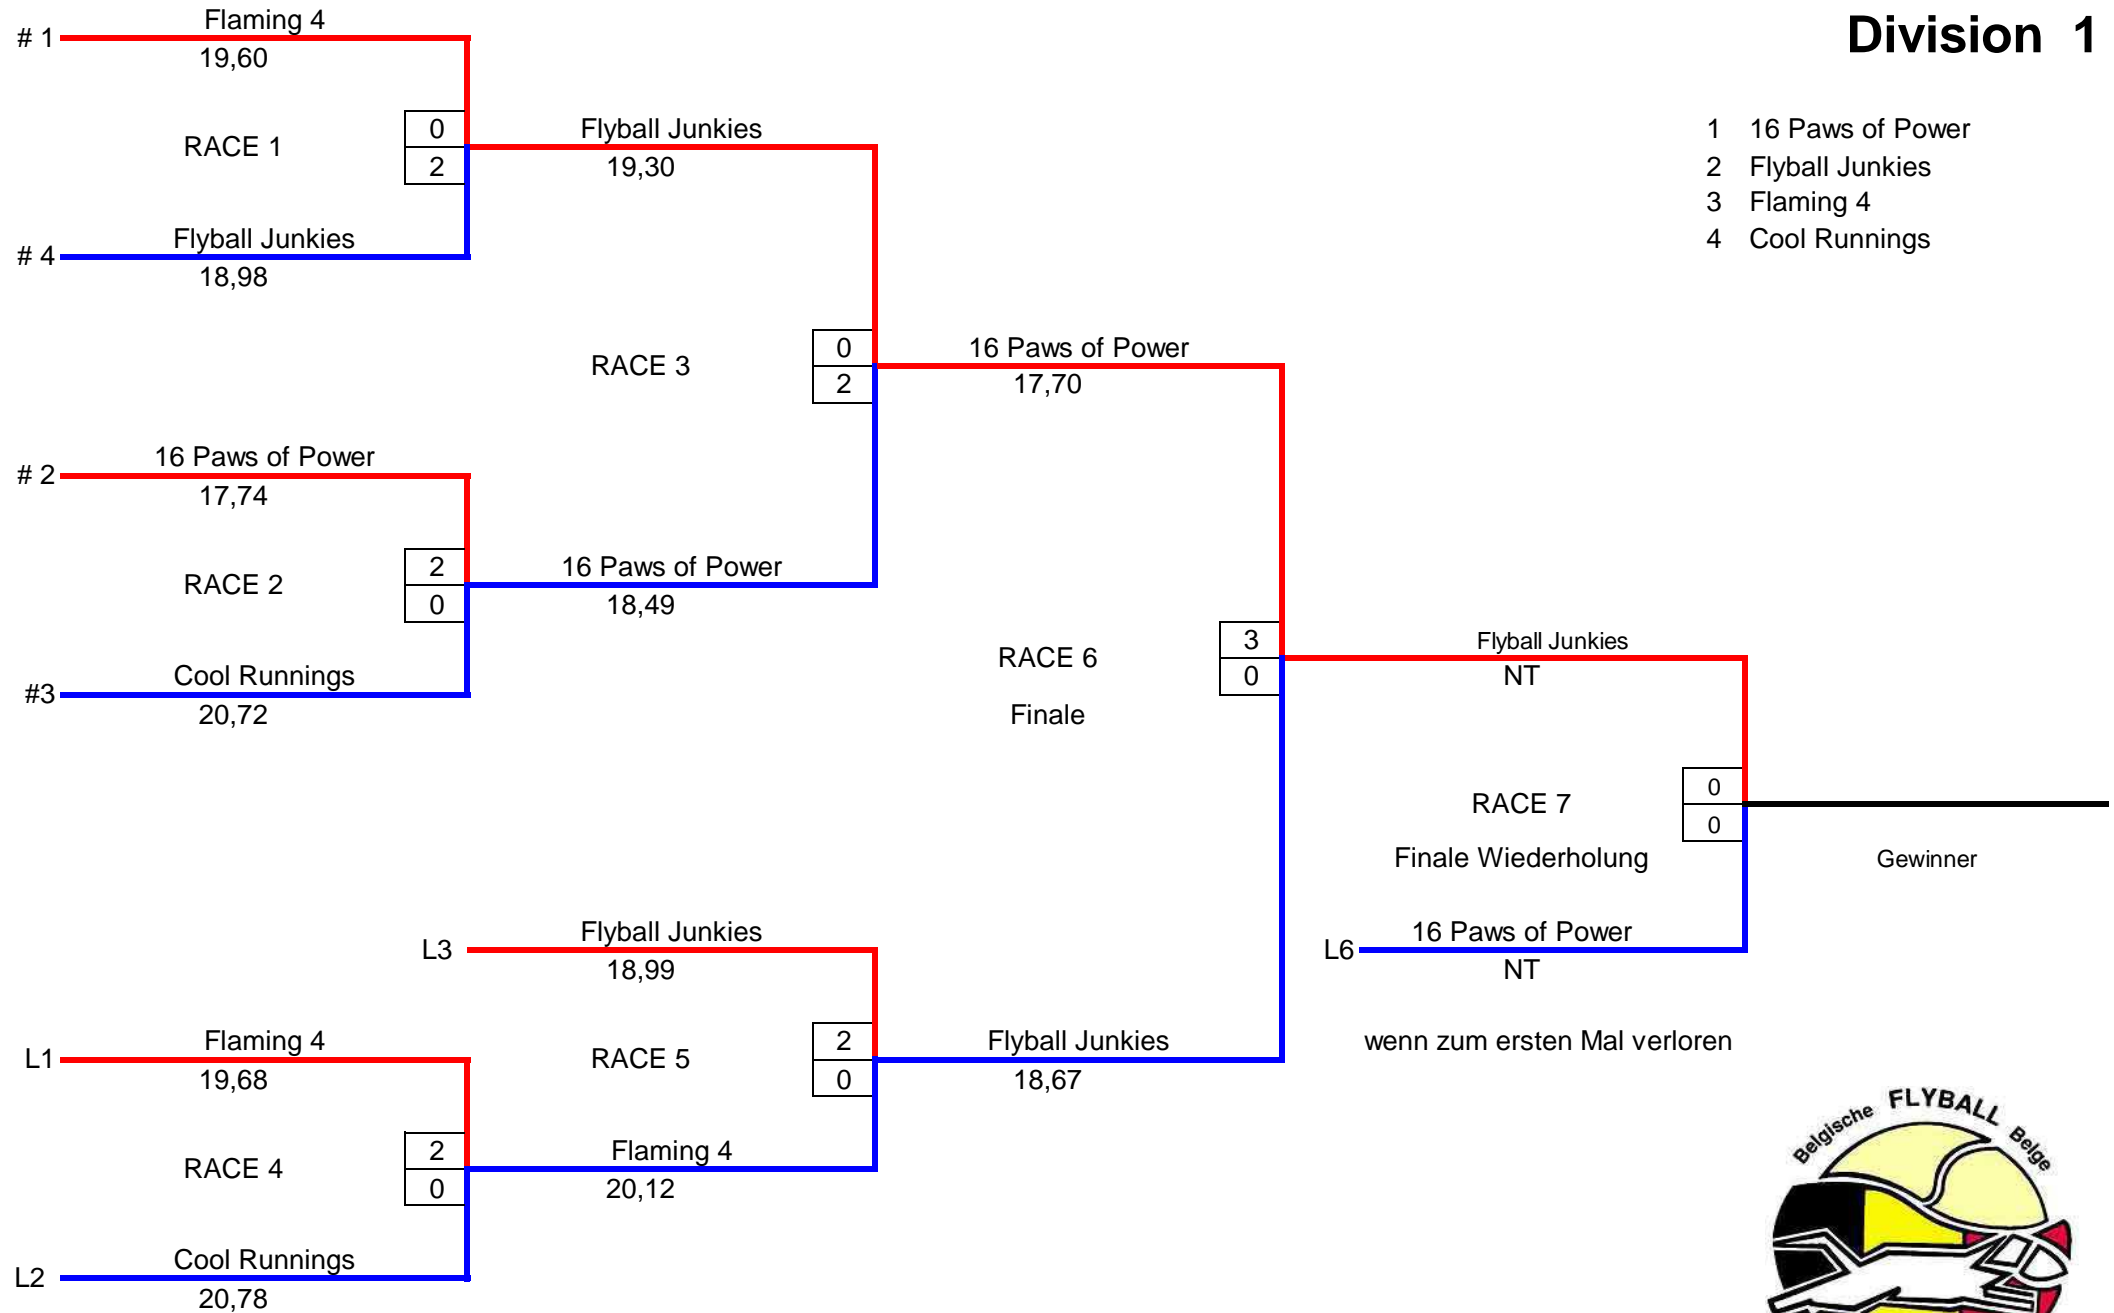 Division 1
Flaming 4
# 1
19,60
RACE 1
0
2
Flyball Junkies
# 4
18,98
Flyball Junkies
19,30
1 16 Paws of Power
2 Flyball Junkies
3 Flaming 4
4 Cool Runnings
RACE 3
0
2
16 Paws of Power
17,70
16 Paws of Power
# 2
17,74
RACE 2
2
0
16 Paws of Power
18,49
Cool Runnings
#3
20,72
RACE 6
3
0
Finale
Flyball Junkies
NT
RACE 7
0
0
Finale Wiederholung
Gewinner
16 Paws of Power
L6
NT
wenn zum ersten Mal verloren
Flyball Junkies
L3
18,99
RACE 5
2
0
Flyball Junkies
18,67
Flaming 4
L1
19,68
RACE 4
2
0
Flaming 4
20,12
Cool Runnings
L2
20,78
Belgische FLYBALL Belge